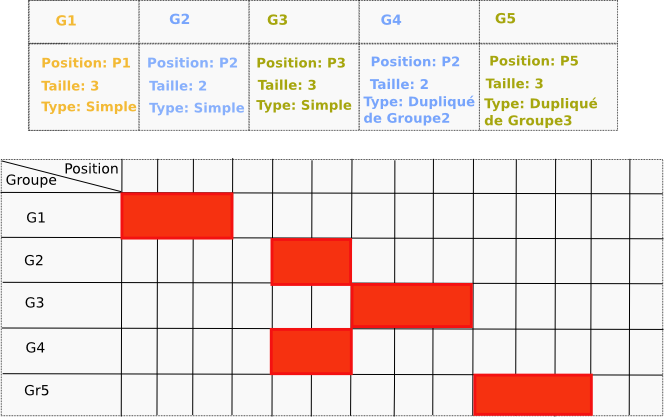 G1 G2 G3 G4 G5
Position: P1 Position: P2 Position: P3 Position: P2 Position: P5
Taille: 3 Taille: 2 Taille: 3 Taille: 2 Taille: 3
Type: Simple Type: Simple Type: Simple Type: Dupliqué Type: Dupliqué
de Groupe2 de Groupe3
Position
Groupe
G1
G2
G3
G4
Gr5